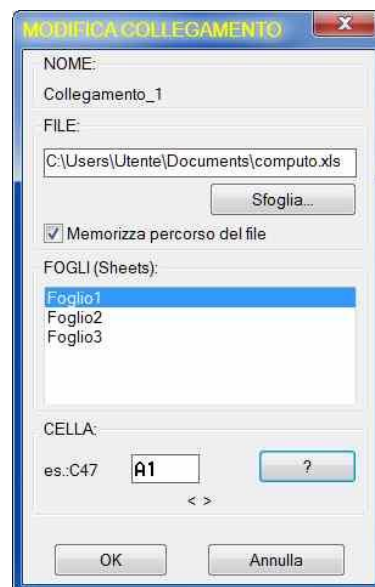 MODIFICA COLLEGAMENTO X
NOME:
Collegamento_1
FILE:
C:\Users\Utente\Documents\computo.xls
Sfoglia...
Memorizza percorso del file
FOGLI (Sheets):
Foglio1
Foglio2
Foglio3
CELLA:
es.:C47 A1 ?
< >
OK Annulla